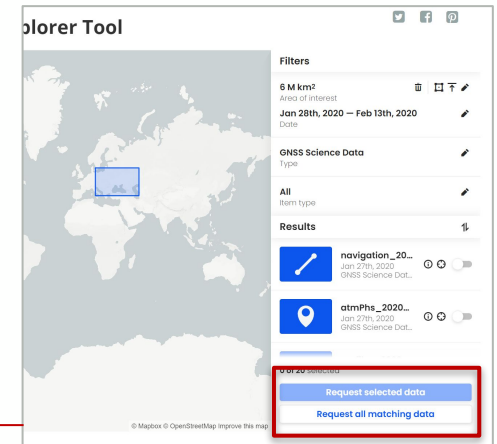 plorer Tool
Filters
6 M km²
Area of interest
Jan 28th, 2020 — Feb 13th, 2020
Date
GNSS Science Data
Type
All
Item type
Results
navigation_20...
Jan 27th, 2020
GNSS Science Dat...
atmPhs_2020...
Jan 27th, 2020
GNSS Science Dat...
0 of 20 selected
Request selected data
Request all matching data
© Mapbox © OpenStreetMap Improve this map